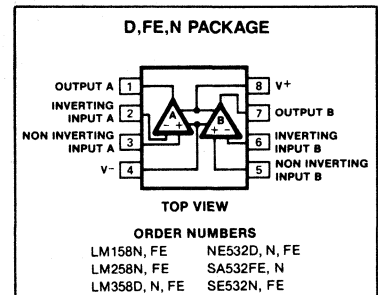 D,FE,N PACKAGE
OUTPUT A 1
8 V+
INVERTING INPUT A 2
7 OUTPUT B
NON INVERTING INPUT A 3
6 INVERTING INPUT B
V− 4
5 NON INVERTING INPUT B
A
− +
B
+ −
TOP VIEW
ORDER NUMBERS
LM158N, FE NE532D, N, FE
LM258N, FE SA532FE, N
LM358D, N, FE SE532N, FE